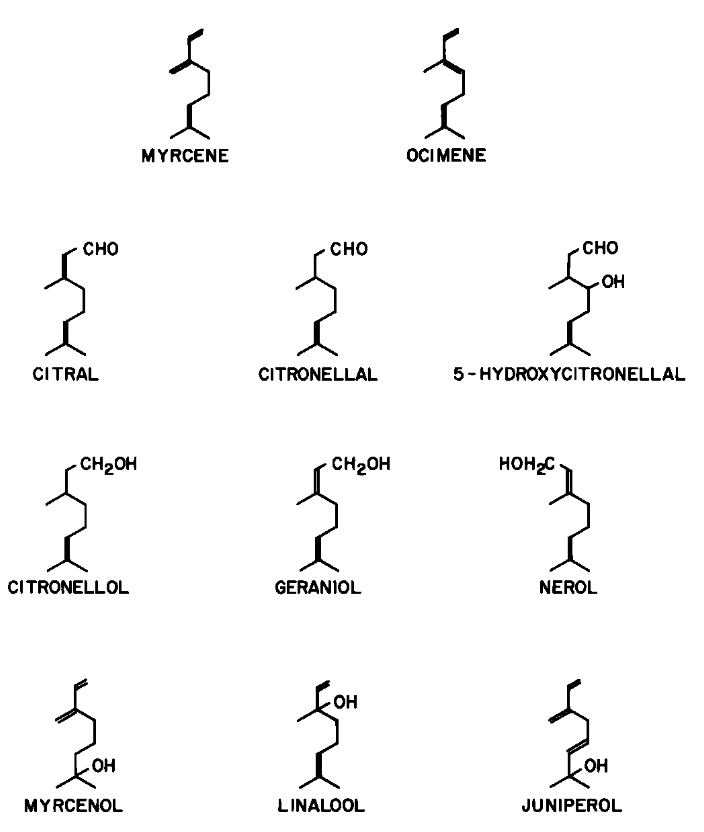 MYRCENE
OCIMENE
CHO
CHO
CHO
OH
CITRAL
CITRONELLAL
5-HYDROXYCITRONELLAL
CH2OH
CH2OH
HOH2C
CITRONELLOL
GERANIOL
NEROL
OH
OH
OH
MYRCENOL
LINALOOL
JUNIPEROL